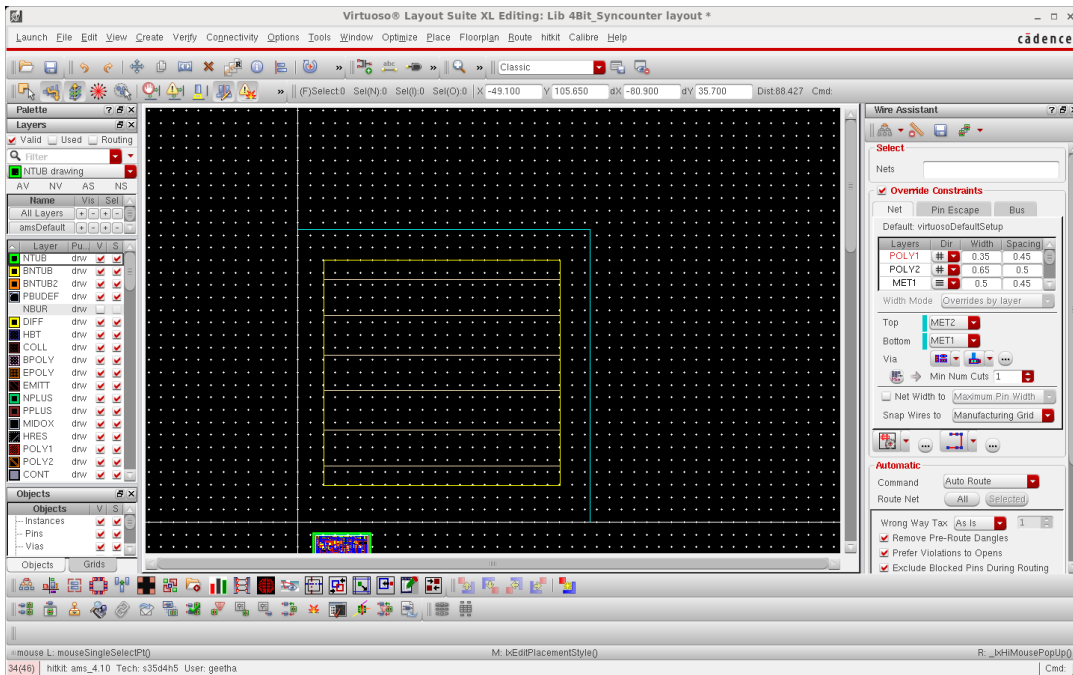 Virtuoso® Layout Suite XL Editing: Lib 4Bit_Syncounter layout *
Launch File Edit View Create Verify Connectivity Options Tools Window Optimize Place Floorplan Route hitkit Calibre Help
cādence
» abc » » Classic
» (F)Select:0 Sel(N):0 Sel(I):0 Sel(O):0 X -49.100 Y 105.650 dX -80.900 dY 35.700 Dist:88.427 Cmd:
Palette
Layers
Valid Used Routing
Filter
NTUB drawing
AV NV AS NS
Name Vis Sel
All Layers + - + -
amsDefault + - + -
Layer Pu... V S
NTUB drw
BNTUB drw
BNTUB2 drw
PBUDEF drw
NBUR drw
DIFF drw
HBT drw
COLL drw
BPOLY drw
EPOLY drw
EMITT drw
NPLUS drw
PPLUS drw
MIDOX drw
HRES drw
POLY1 drw
POLY2 drw
CONT drw
Objects
Objects V S
Instances
Pins
Vias
Objects Grids
Wire Assistant
Select
Nets
Override Constraints
Net Pin Escape Bus
Default: virtuosoDefaultSetup
Layers Dir Width Spacing
POLY1 0.35 0.45
POLY2 0.65 0.5
MET1 0.5 0.45
Width Mode Overrides by layer
Top MET2
Bottom MET1
Via
Min Num Cuts 1
Net Width to Maximum Pin Width
Snap Wires to Manufacturing Grid
Automatic
Command Auto Route
Route Net All Selected
Wrong Way Tax As Is 1
Remove Pre-Route Dangles
Prefer Violations to Opens
Exclude Blocked Pins During Routing
mouse L: mouseSingleSelectPt() M: lxEditPlacementStyle() R: _lxHiMousePopUp()
34(46) hitkit: ams_4.10 Tech: s35d4h5 User: geetha Cmd: